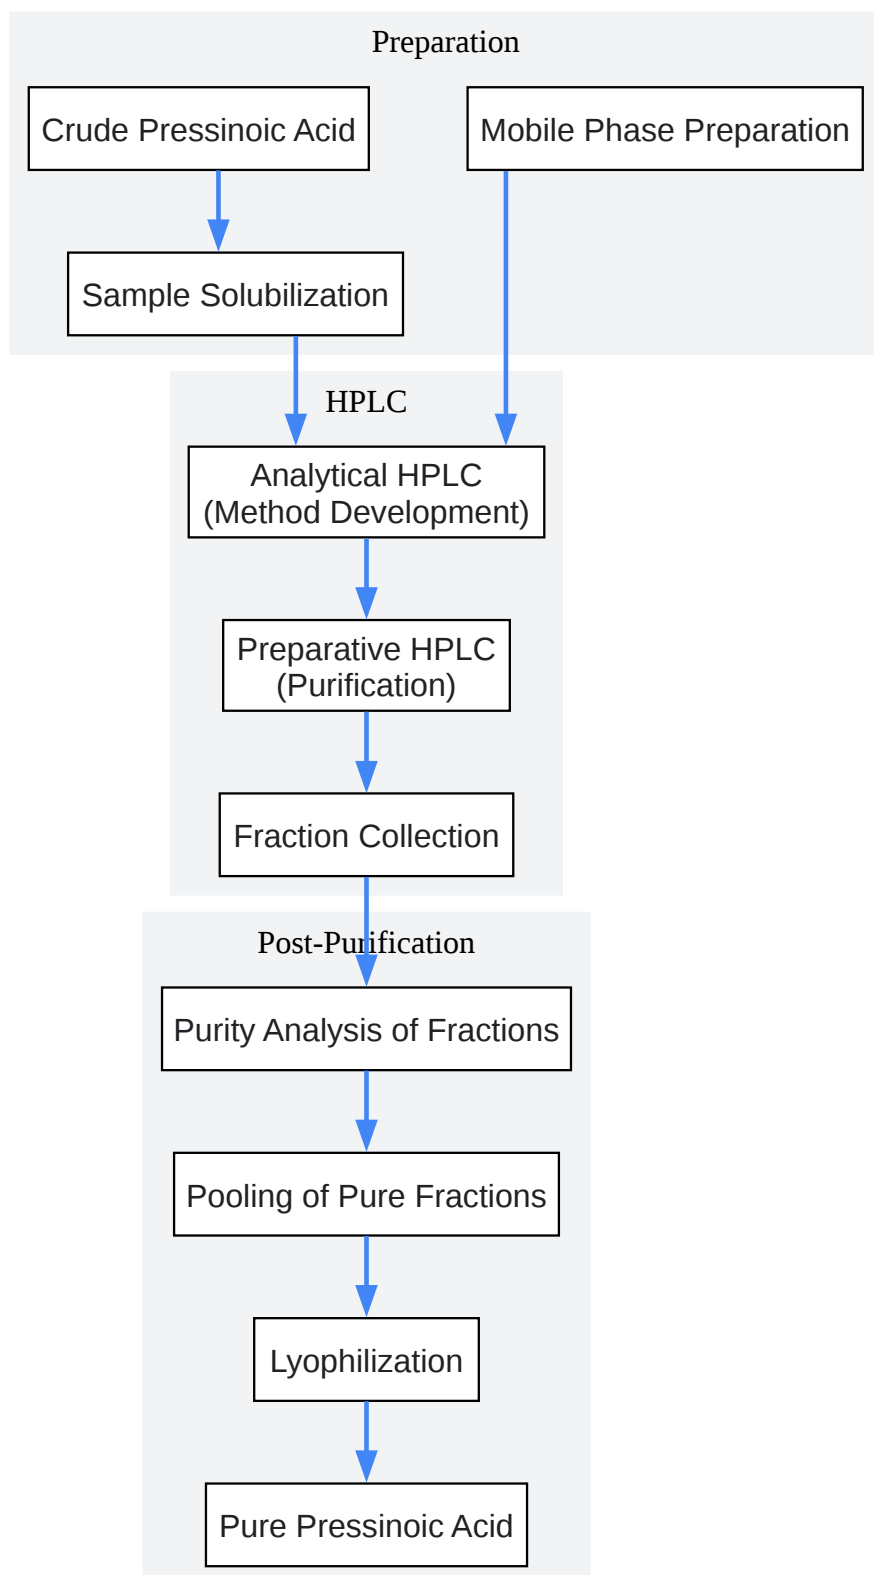 Preparation
Crude Pressinoic Acid
Mobile Phase Preparation
Sample Solubilization
HPLC
Analytical HPLC
(Method Development)
Preparative HPLC
(Purification)
Fraction Collection
Post-Purification
Purity Analysis of Fractions
Pooling of Pure Fractions
Lyophilization
Pure Pressinoic Acid